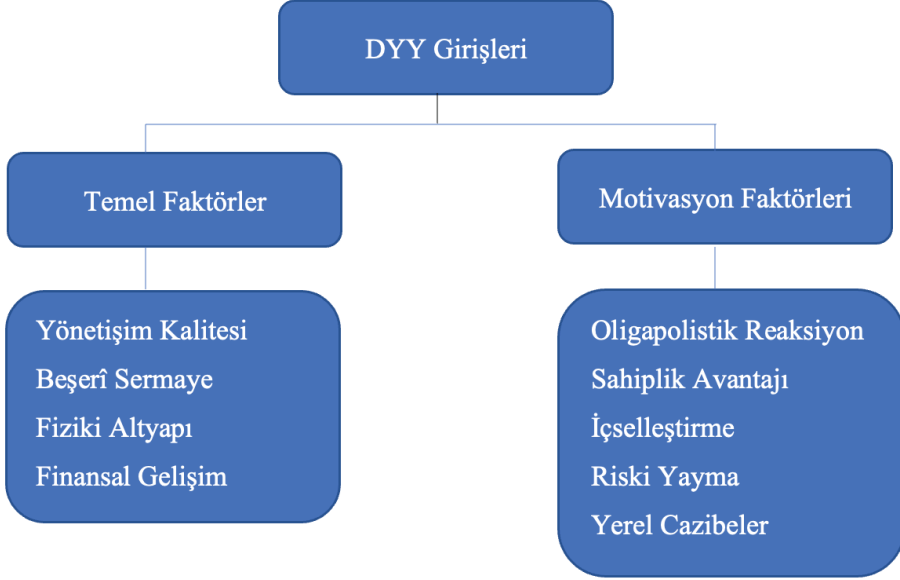 DYY Girişleri
Temel Faktörler
Motivasyon Faktörleri
Yönetişim Kalitesi
Beşerî Sermaye
Fiziki Altyapı
Finansal Gelişim
Oligapolistik Reaksiyon
Sahiplik Avantajı
İçselleştirme
Riski Yayma
Yerel Cazibeler